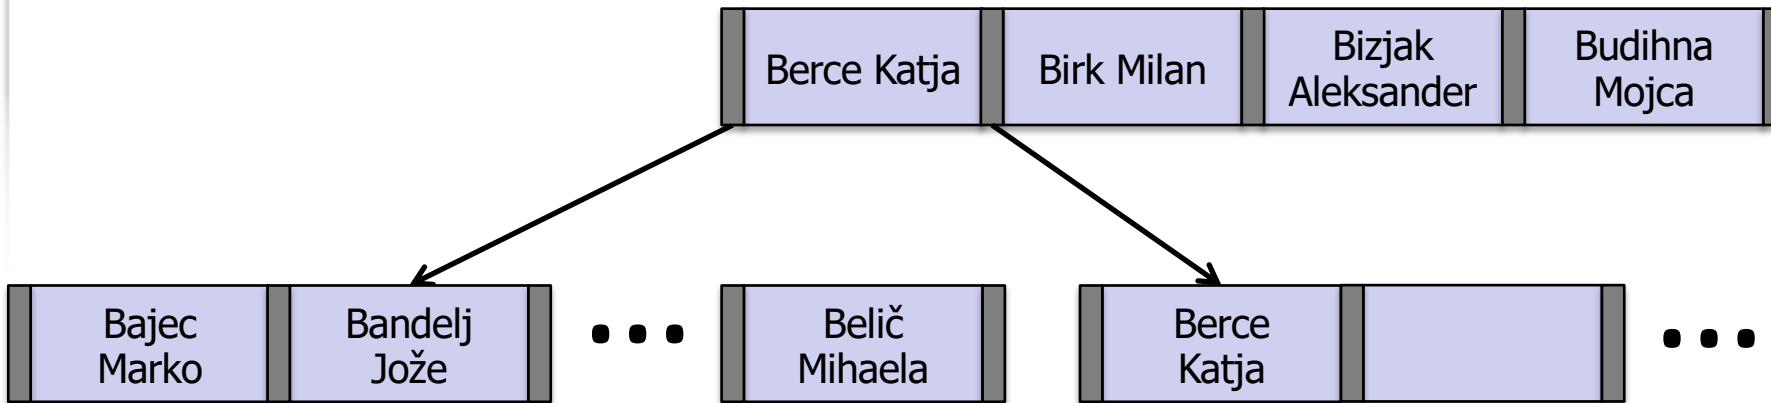 Berce Katja
Birk Milan
Bizjak
Aleksander
Budihna
Mojca
Bajec
Marko
Bandelj
Jože
...
Belič
Mihaela
Berce
Katja
...